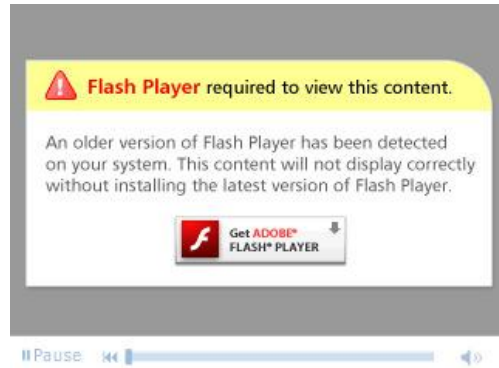 Flash Player required to view this content.
An older version of Flash Player has been detected
on your system. This content will not display correctly
without installing the latest version of Flash Player.
Get ADOBE®
FLASH® PLAYER
Pause